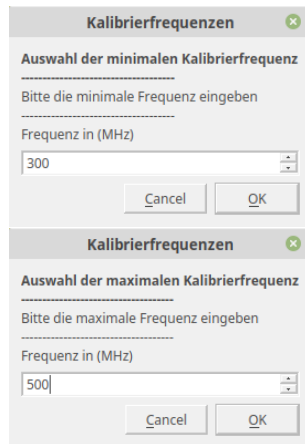 Kalibrierfrequenzen
Auswahl der minimalen Kalibrierfrequenz
-----------------------------------
Bitte die minimale Frequenz eingeben
-----------------------------------
Frequenz in (MHz)
300
Cancel OK
Kalibrierfrequenzen
Auswahl der maximalen Kalibrierfrequenz
-----------------------------------
Bitte die maximale Frequenz eingeben
-----------------------------------
Frequenz in (MHz)
500
Cancel OK